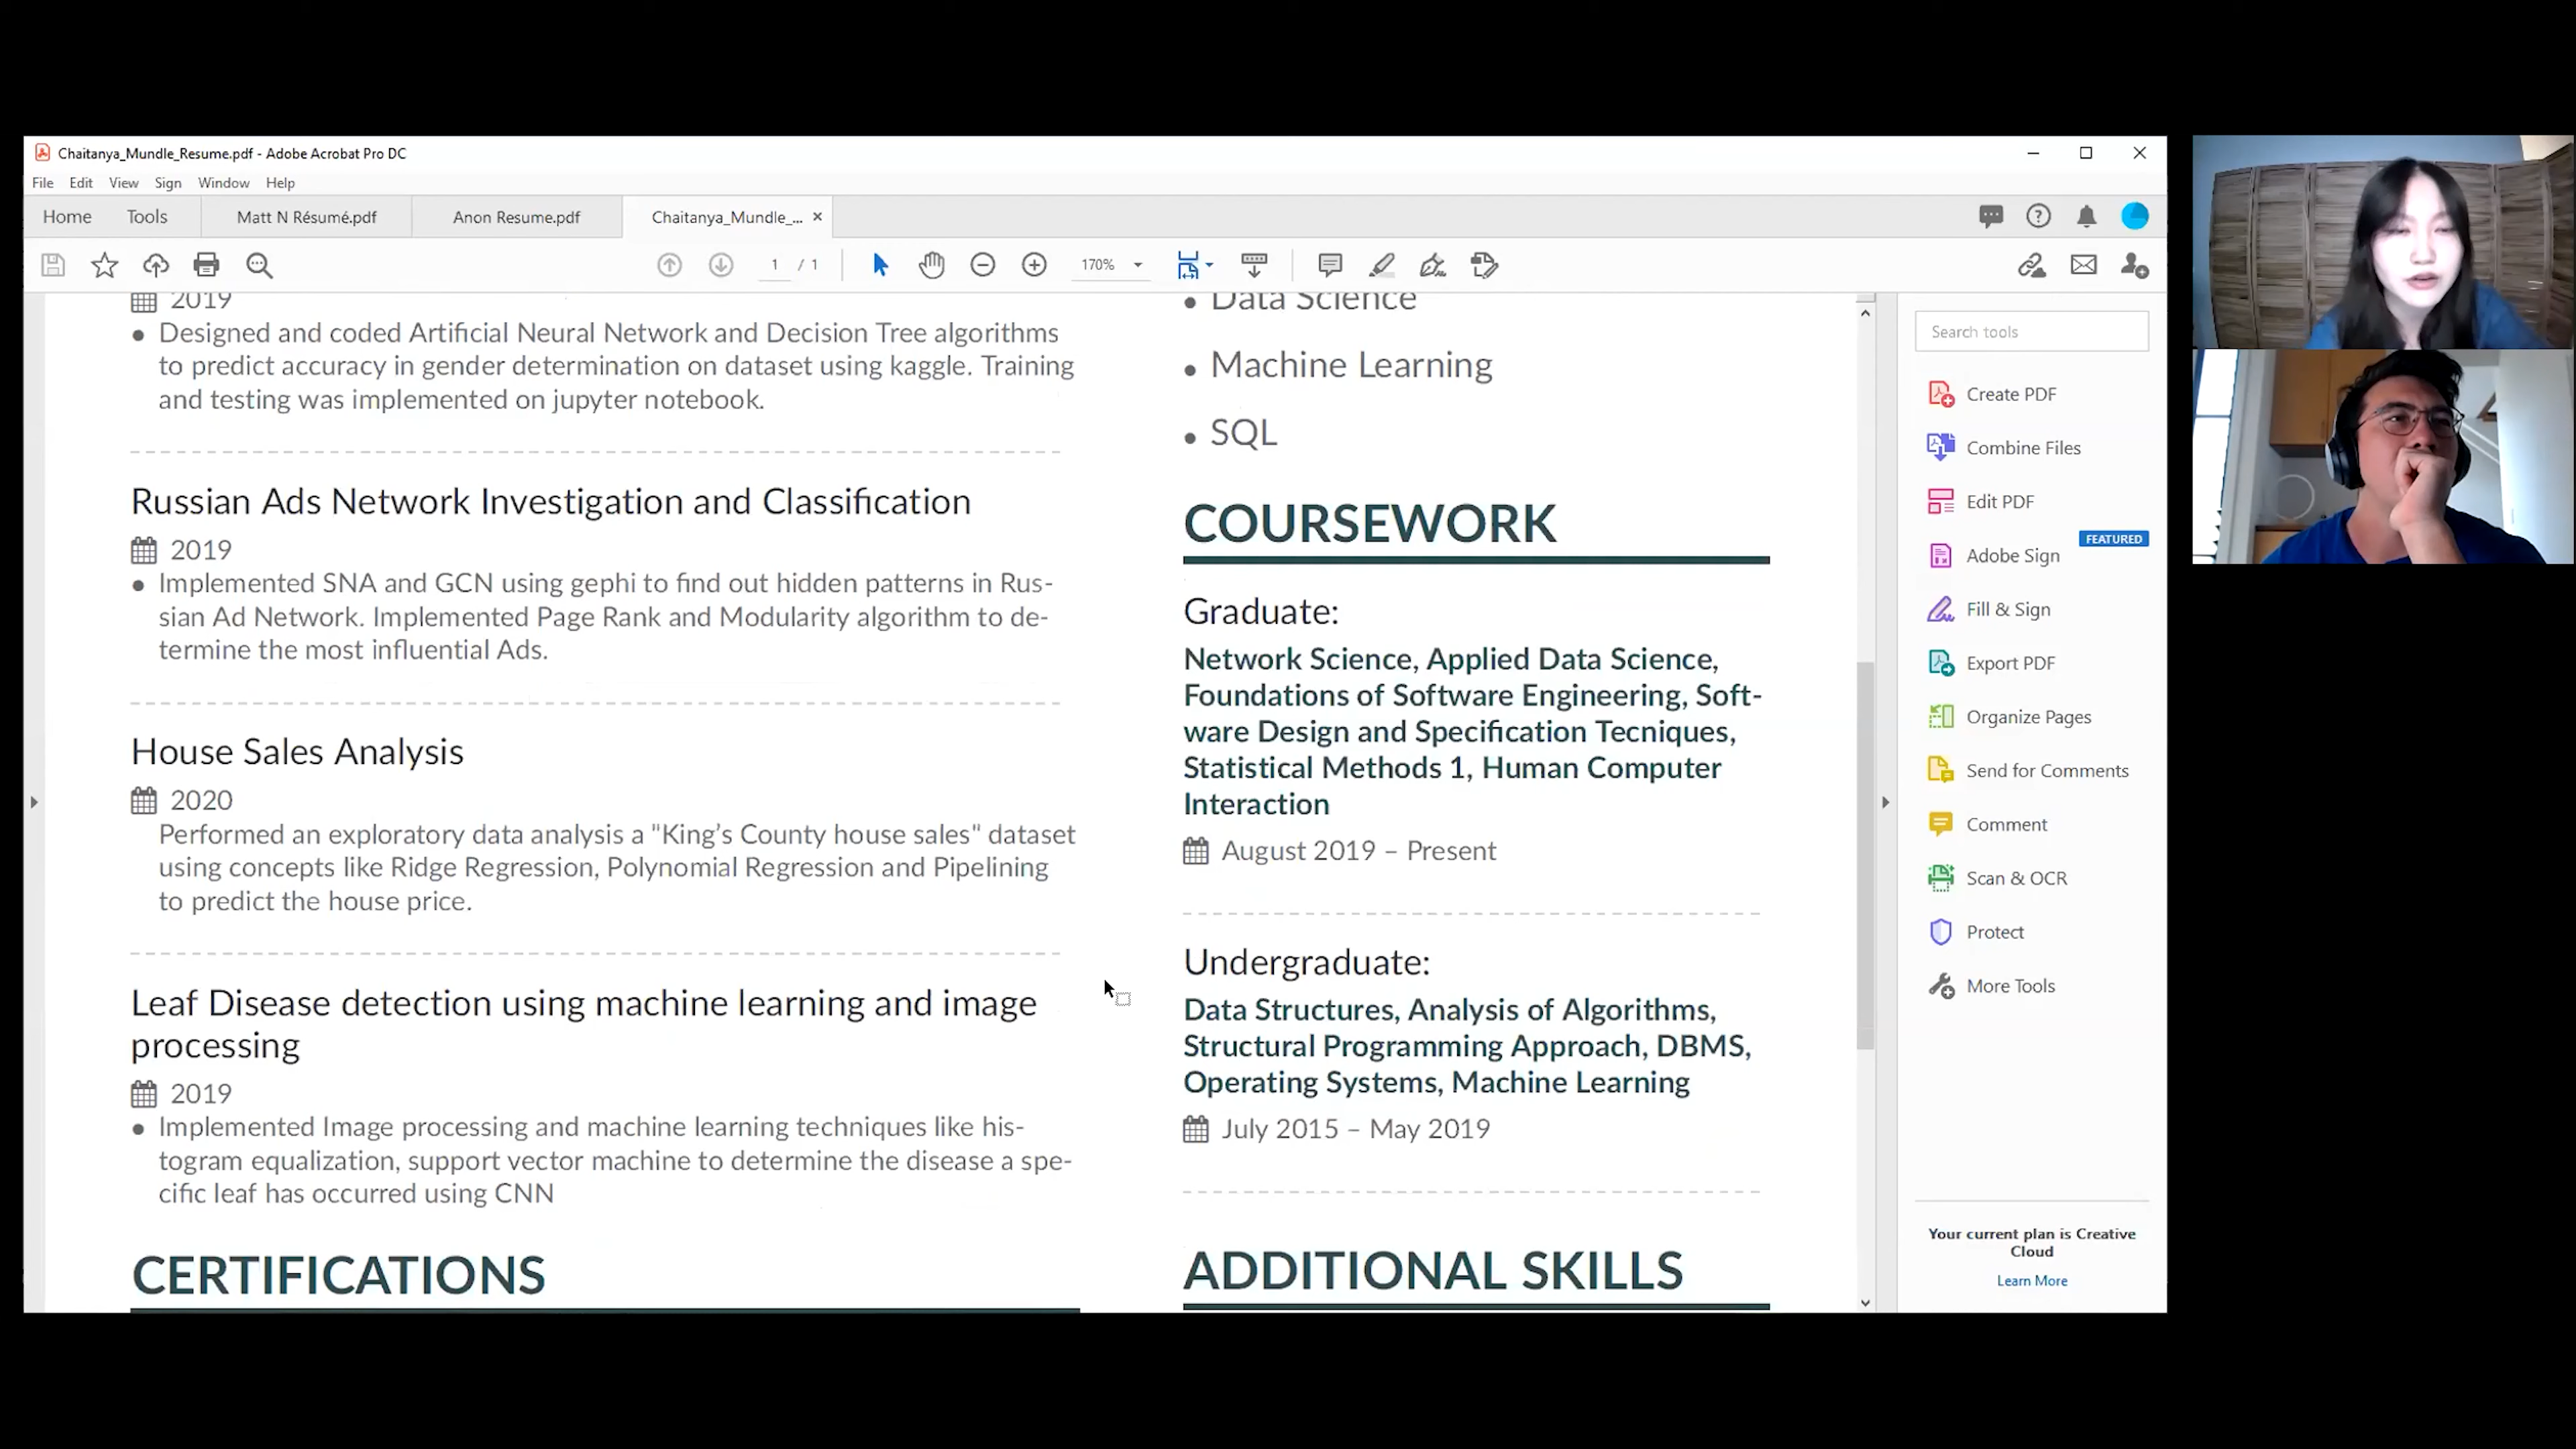 Chaitanya_Mundle_Resume.pdf - Adobe Acrobat Pro DC
File Edit View Sign Window Help
Home Tools Matt N Résumé.pdf Anon Resume.pdf Chaitanya_Mundle_...
1 / 1 170%
2019
Designed and coded Artificial Neural Network and Decision Tree algorithms
to predict accuracy in gender determination on dataset using kaggle. Training
and testing was implemented on jupyter notebook.
Russian Ads Network Investigation and Classification
2019
Implemented SNA and GCN using gephi to find out hidden patterns in Rus-
sian Ad Network. Implemented Page Rank and Modularity algorithm to de-
termine the most influential Ads.
House Sales Analysis
2020
Performed an exploratory data analysis a "King's County house sales" dataset
using concepts like Ridge Regression, Polynomial Regression and Pipelining
to predict the house price.
Leaf Disease detection using machine learning and image
processing
2019
Implemented Image processing and machine learning techniques like his-
togram equalization, support vector machine to determine the disease a spe-
cific leaf has occurred using CNN
CERTIFICATIONS
Data Science
Machine Learning
SQL
COURSEWORK
Graduate:
Network Science, Applied Data Science,
Foundations of Software Engineering, Soft-
ware Design and Specification Tecniques,
Statistical Methods 1, Human Computer
Interaction
August 2019 – Present
Undergraduate:
Data Structures, Analysis of Algorithms,
Structural Programming Approach, DBMS,
Operating Systems, Machine Learning
July 2015 – May 2019
ADDITIONAL SKILLS
Search tools
Create PDF
Combine Files
Edit PDF
FEATURED
Adobe Sign
Fill & Sign
Export PDF
Organize Pages
Send for Comments
Comment
Scan & OCR
Protect
More Tools
Your current plan is Creative
Cloud
Learn More